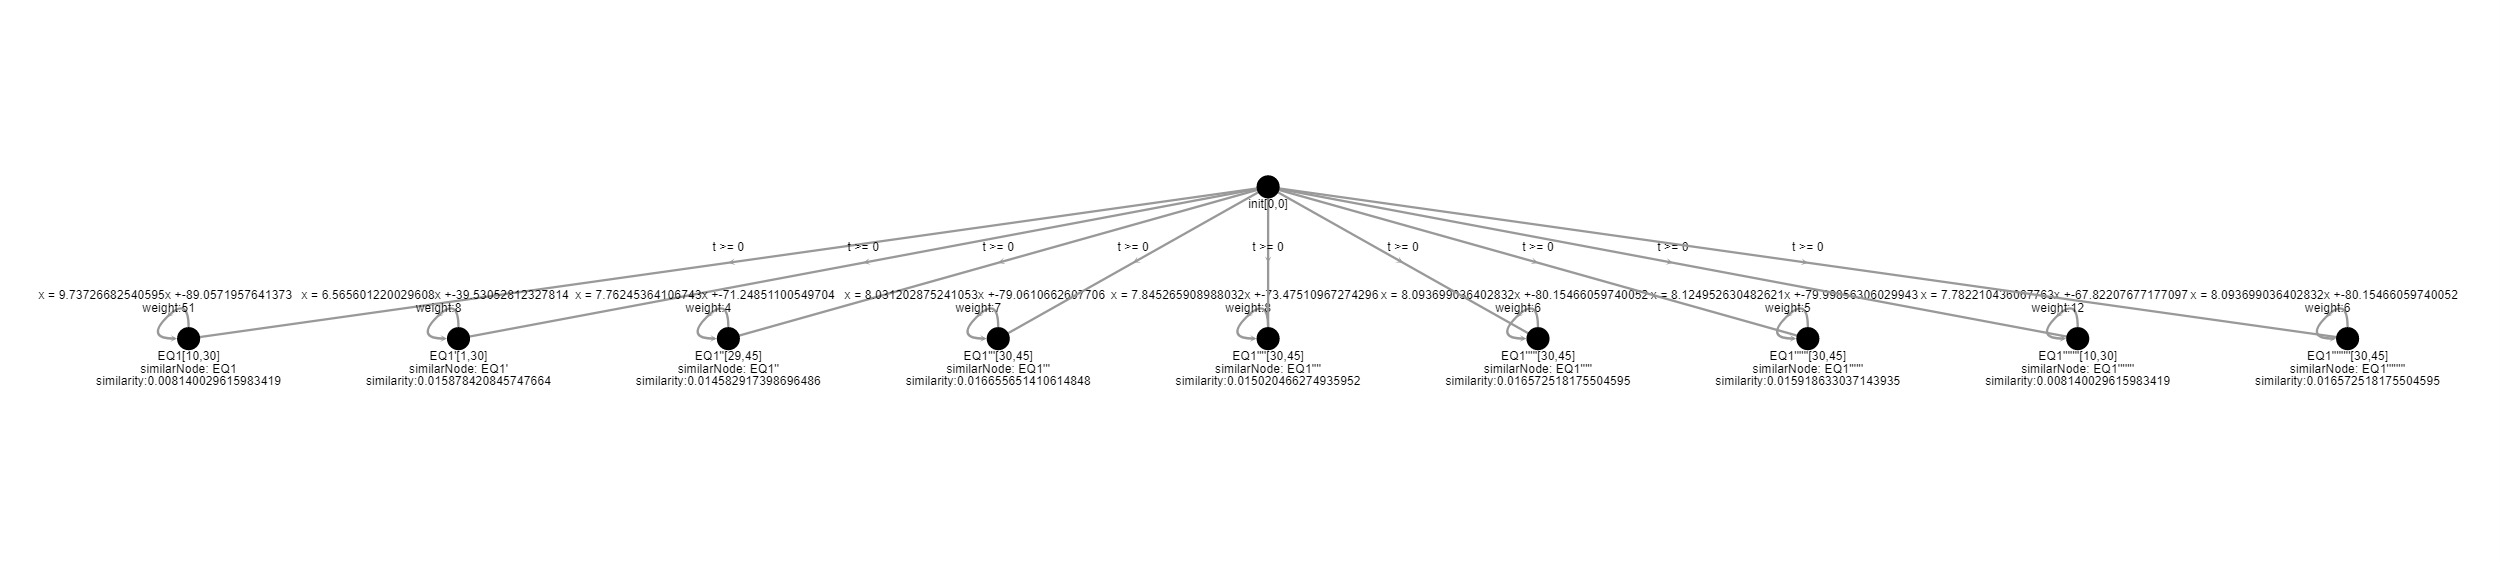 init[0,0]
t >= 0
t >= 0
t >= 0
t >= 0
t >= 0
t >= 0
t >= 0
t >= 0
t >= 0
x = 9.73726682540595x +-89.0571957641373
weight:51
x = 6.565601220029608x +-39.53052812327814
weight:8
x = 7.76245364106743x +-71.24851100549704
weight:4
x = 8.031202875241053x +-79.0610662607706
weight:7
x = 7.845265908988032x +-73.47510967274296
weight:8
x = 8.093699036402832x +-80.15466059740052
weight:6
x = 8.124952630482621x +-79.99856306029943
weight:5
x = 7.782210436067763x +-67.82207677177097
weight:12
x = 8.093699036402832x +-80.15466059740052
weight:6
EQ1[10,30]
similarNode: EQ1
similarity:0.008140029615983419
EQ1'[1,30]
similarNode: EQ1'
similarity:0.015878420845747664
EQ1''[29,45]
similarNode: EQ1''
similarity:0.014582917398696486
EQ1'''[30,45]
similarNode: EQ1'''
similarity:0.016655651410614848
EQ1''''[30,45]
similarNode: EQ1''''
similarity:0.015020466274935952
EQ1'''''[30,45]
similarNode: EQ1'''''
similarity:0.016572518175504595
EQ1''''''[30,45]
similarNode: EQ1''''''
similarity:0.015918633037143935
EQ1'''''''[10,30]
similarNode: EQ1'''''''
similarity:0.008140029615983419
EQ1''''''''[30,45]
similarNode: EQ1''''''''
similarity:0.016572518175504595